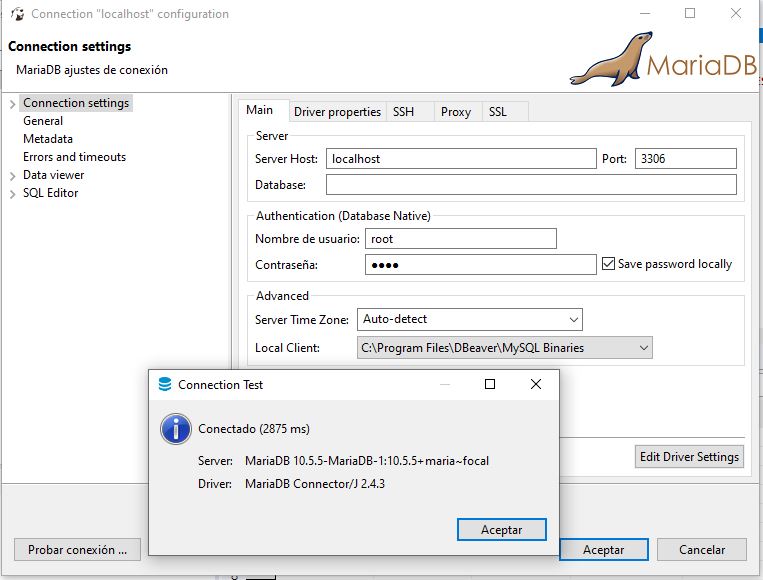 Connection "localhost" configuration
Connection settings
MariaDB ajustes de conexión
MariaDB
Connection settings
General
Metadata
Errors and timeouts
Data viewer
SQL Editor
Main Driver properties SSH Proxy SSL
Server
Server Host: localhost Port: 3306
Database:
Authentication (Database Native)
Nombre de usuario: root
Contraseña: ●●●● Save password locally
Advanced
Server Time Zone: Auto-detect
Local Client: C:\Program Files\DBeaver\MySQL Binaries
Connection Test
Conectado (2875 ms)
Server: MariaDB 10.5.5-MariaDB-1:10.5.5+maria~focal
Driver: MariaDB Connector/J 2.4.3
Aceptar
Edit Driver Settings
Probar conexión ... Aceptar Cancelar